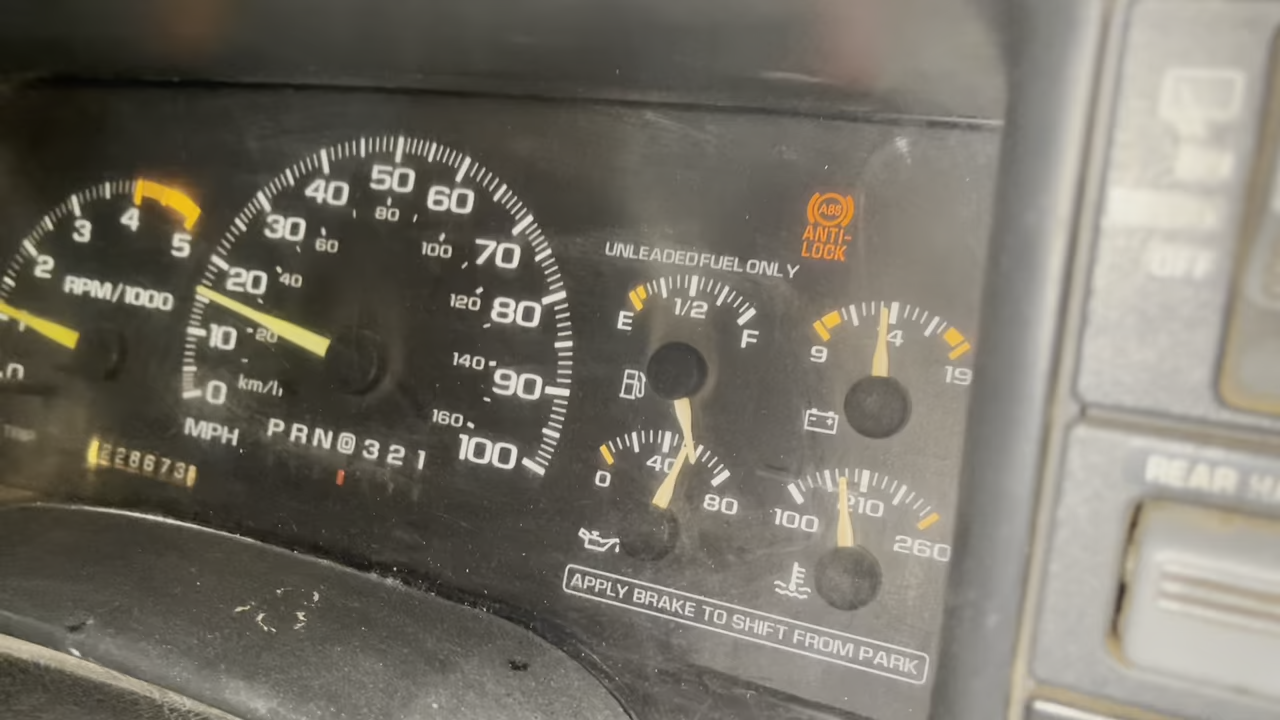 UNLEADED FUEL ONLY
ABS
ANTI-
LOCK
2 3 4 5
RPM/1000
0 10 20 30 40 50 60 70 80 90 100
20 40 60 80 100 120 140 160
km/h
MPH
PRND321
228673
E 1/2 F
9 14 19
0 40 80
100 210 260
APPLY BRAKE TO SHIFT FROM PARK
OFF
REAR